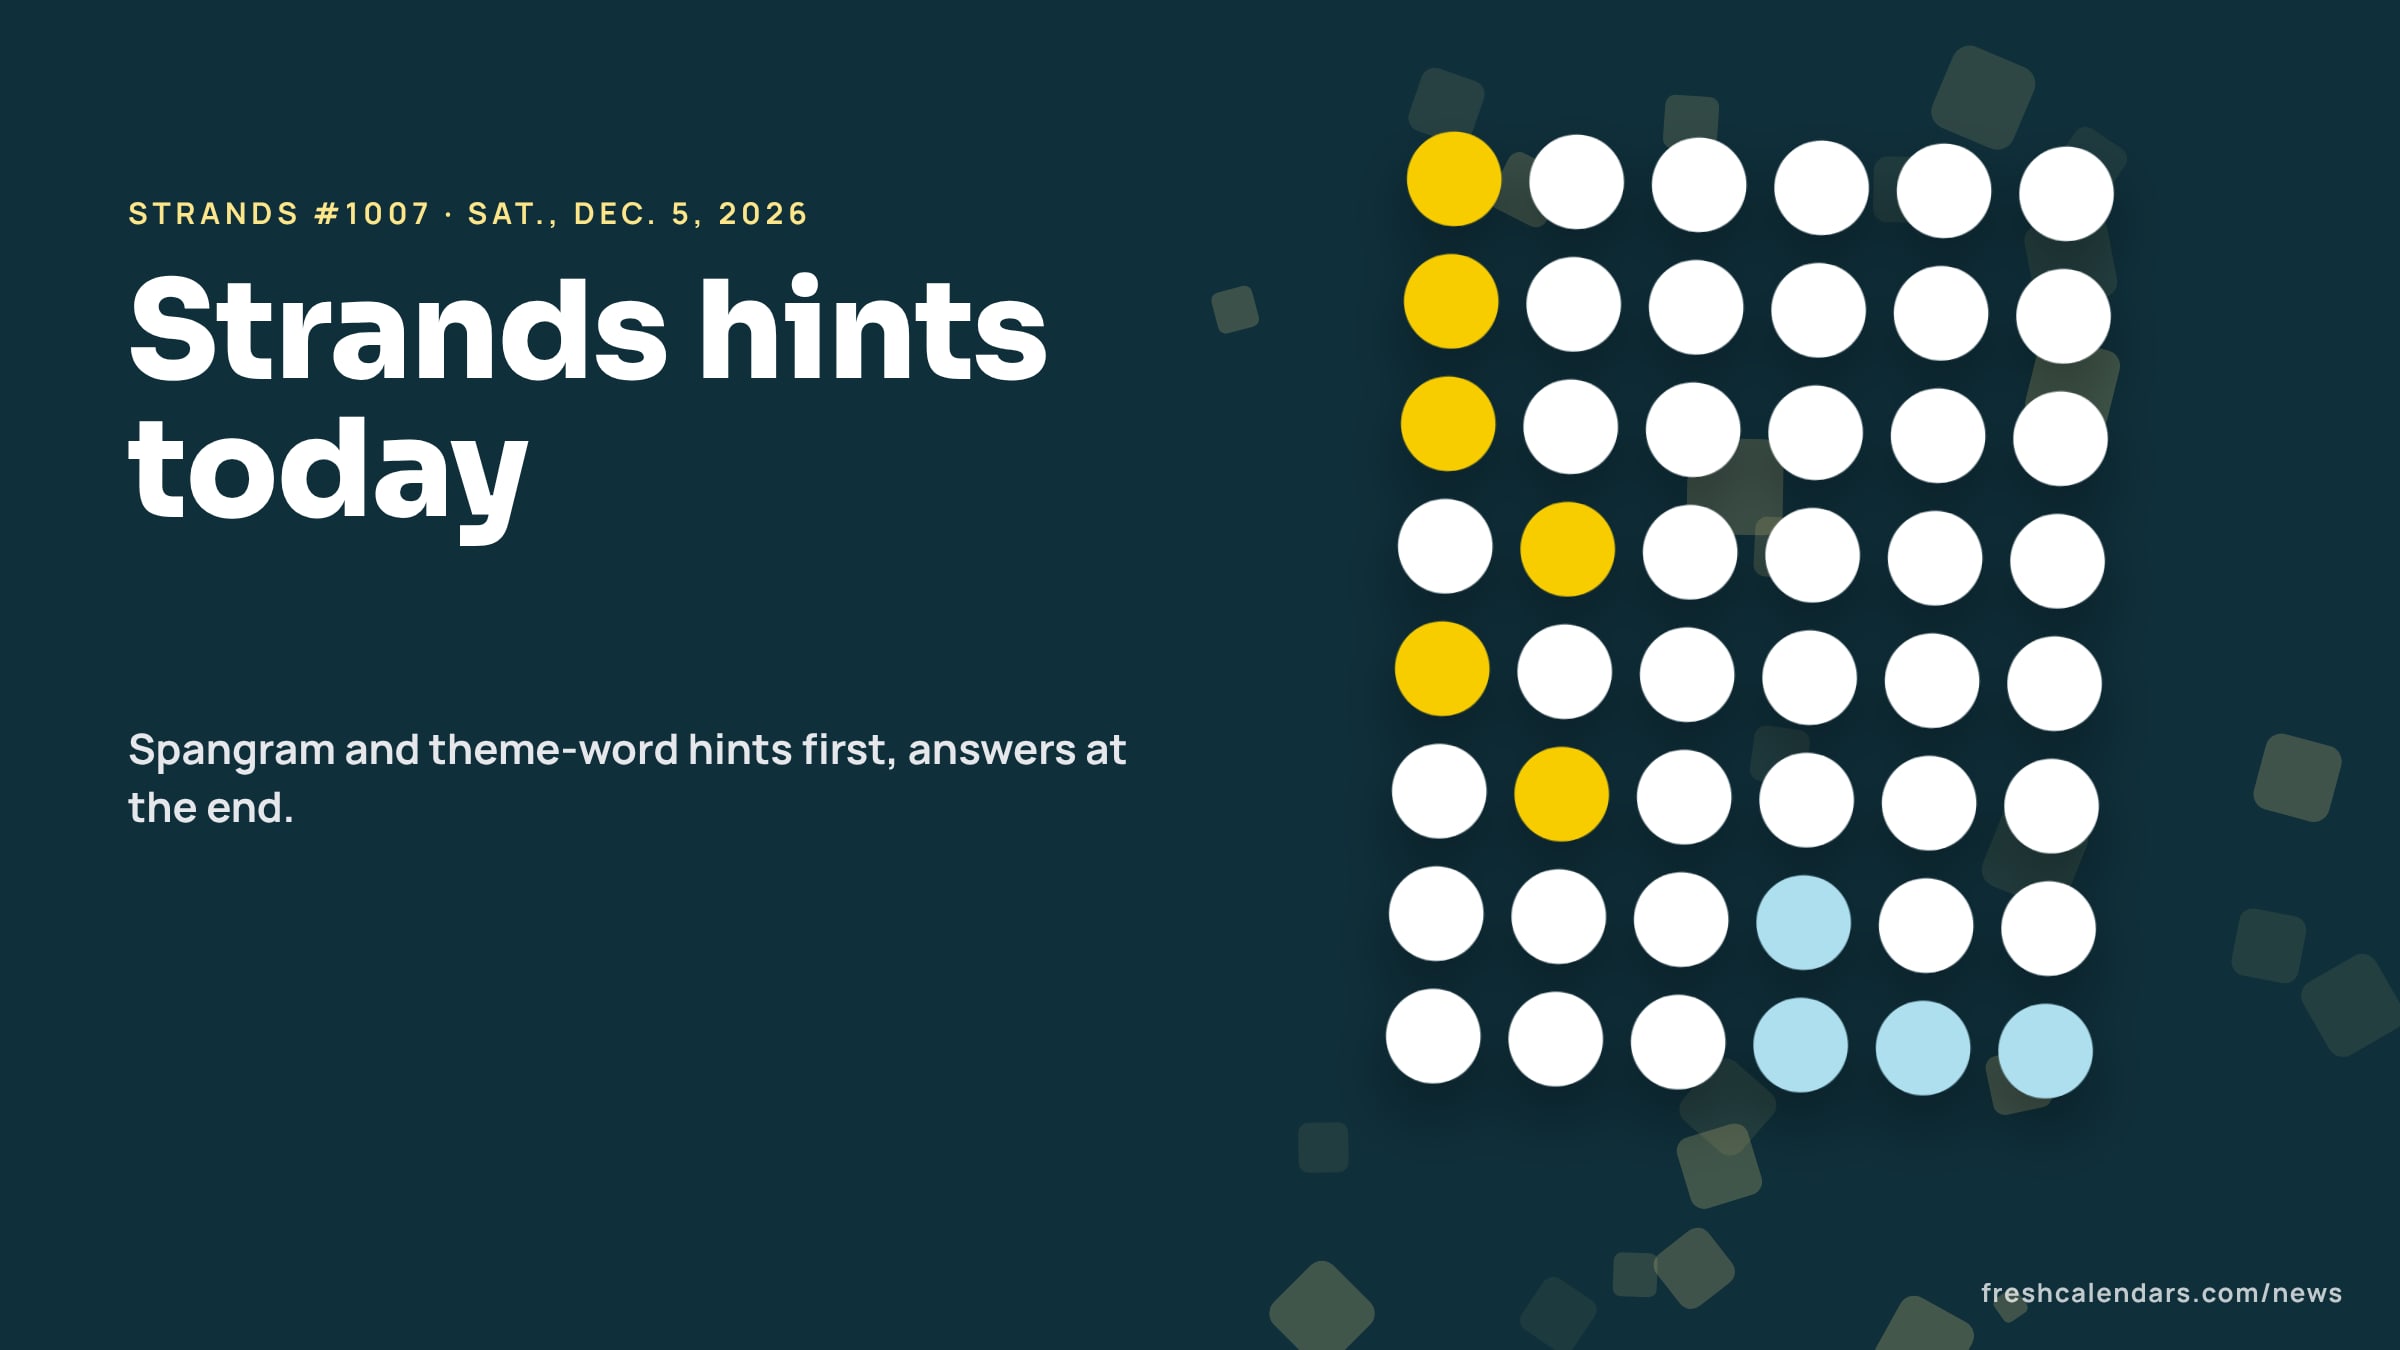 STRANDS #1007 · SAT., DEC. 5, 2026
Strands hints
today
Spangram and theme-word hints first, answers at
the end.
freshcalendars.com/news